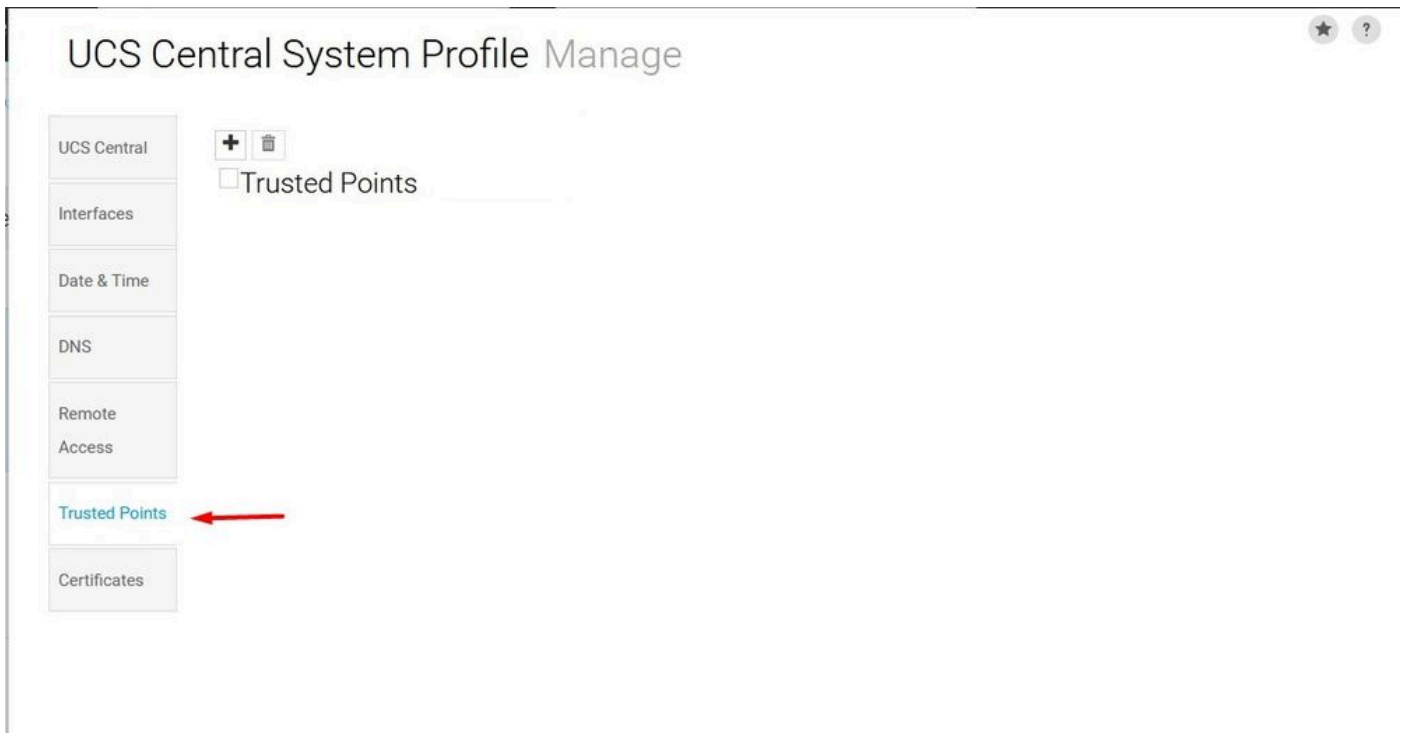 UCS Central System Profile Manage
?
UCS Central
Trusted Points
Interfaces
Date & Time
DNS
Remote
Access
Trusted Points
Certificates